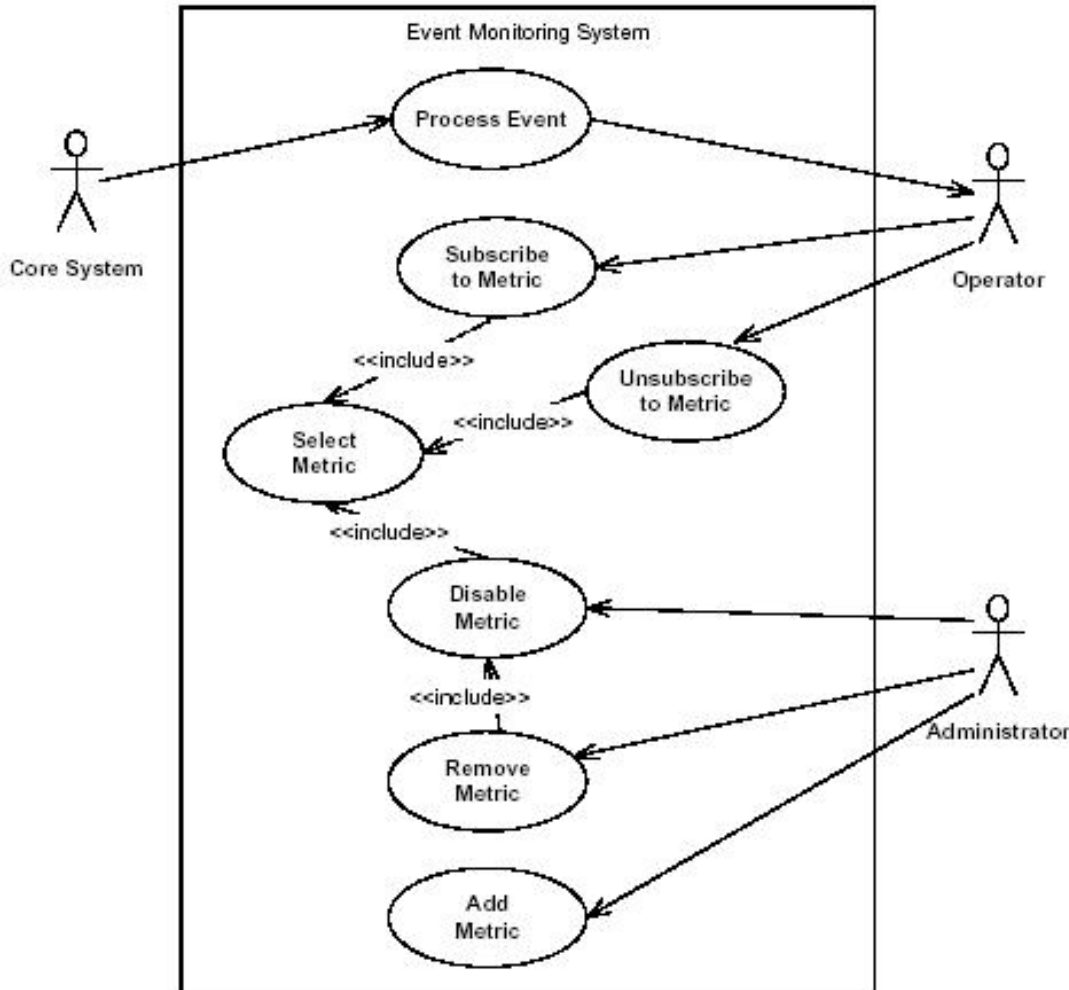 Event Monitoring System
Process Event
Core System
Subscribe
to Metric
Operator
<<include>>
Unsubscribe
to Metric
<<include>>
Select
Metric
<<include>>
Disable
Metric
<<include>>
Administrator
Remove
Metric
Add
Metric